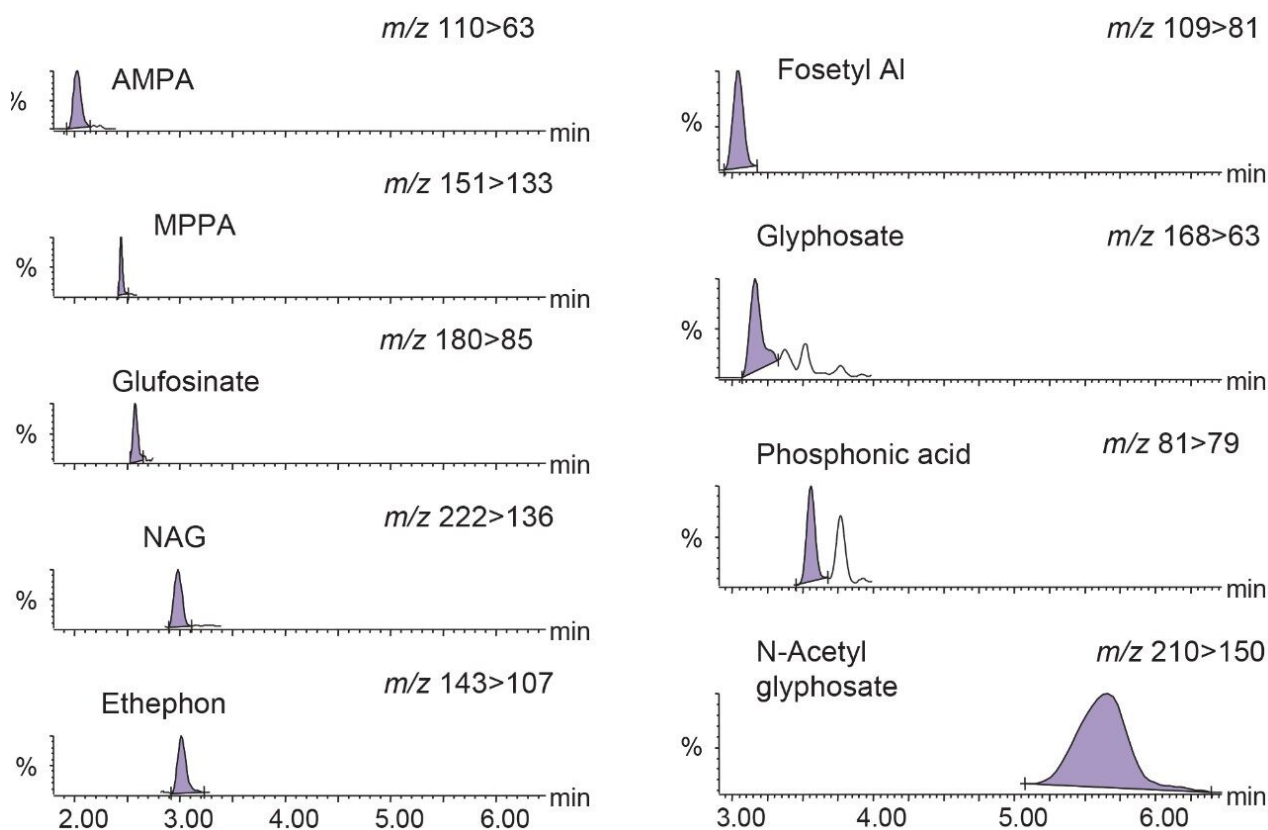 m/z 110>63
AMPA
%
min
m/z 151>133
MPPA
%
min
m/z 180>85
Glufosinate
%
min
m/z 222>136
NAG
%
min
m/z 143>107
Ethephon
%
min
2.00 3.00 4.00 5.00 6.00
m/z 109>81
Fosetyl Al
%
min
Glyphosate m/z 168>63
%
min
m/z 81>79
Phosphonic acid
%
min
N-Acetyl m/z 210>150
glyphosate
%
min
3.00 4.00 5.00 6.00